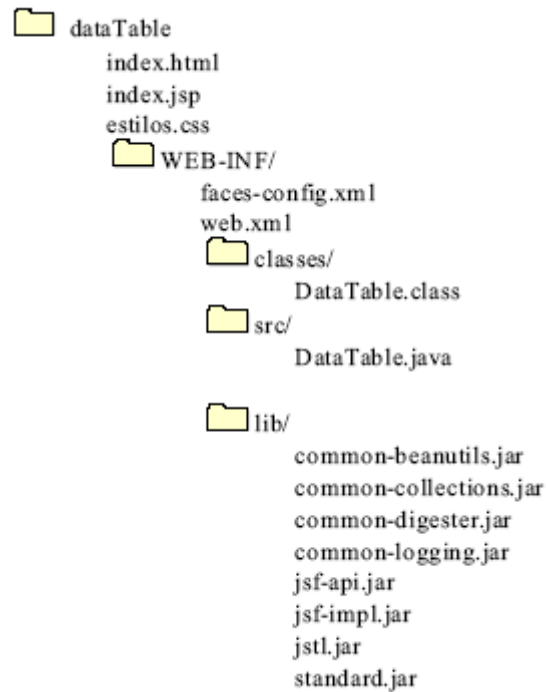 dataTable
index.html
index.jsp
estilos.css
WEB-INF/
faces-config.xml
web.xml
classes/
DataTable.class
src/
DataTable.java
lib/
common-beanutils.jar
common-collections.jar
common-digester.jar
common-logging.jar
jsf-api.jar
jsf-impl.jar
jstl.jar
standard.jar